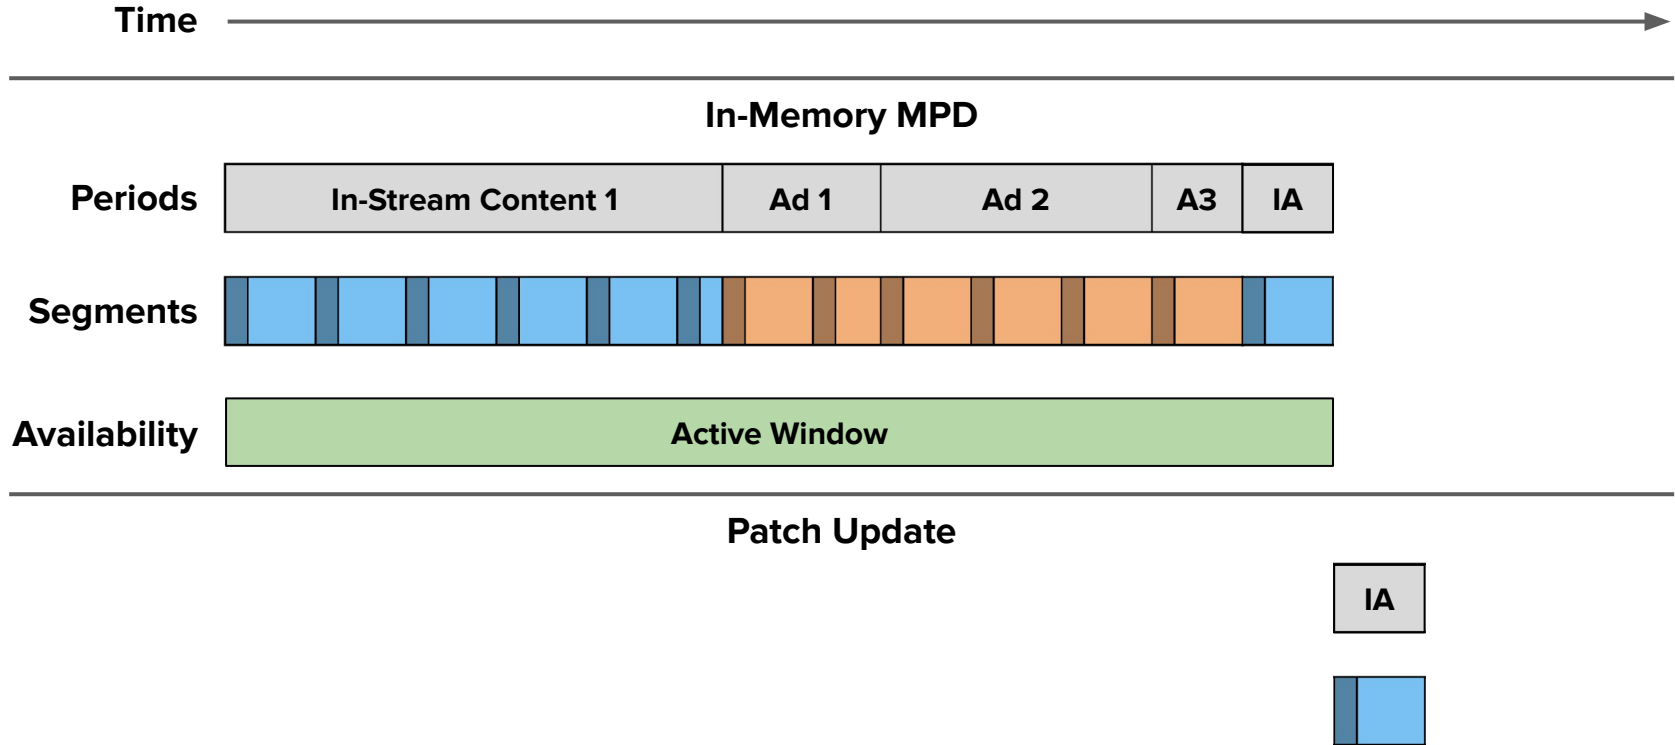 Time
In-Memory MPD
Periods
In-Stream Content 1
Ad 1
Ad 2
A3
IA
Segments
Availability
Active Window
Patch Update
IA